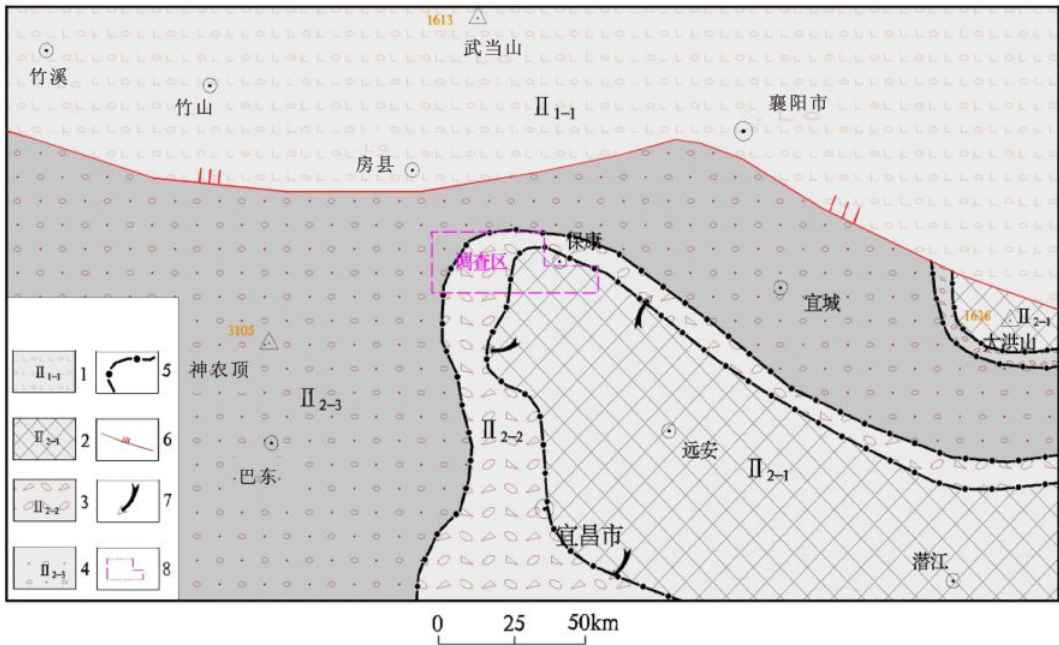 1613
武当山
竹溪
竹山
Ⅱ1-1
襄阳市
房县
保康
调查区
宜城
1636
Ⅱ2-1
大洪山
3105
神农顶
Ⅱ2-3
Ⅱ2-2
远安
Ⅱ2-1
巴东
宜昌市
潜江
Ⅱ1-1 1
5
Ⅱ2-1 2
6
Ⅱ2-2 3
7
Ⅱ2-3 4
8
0 25 50km